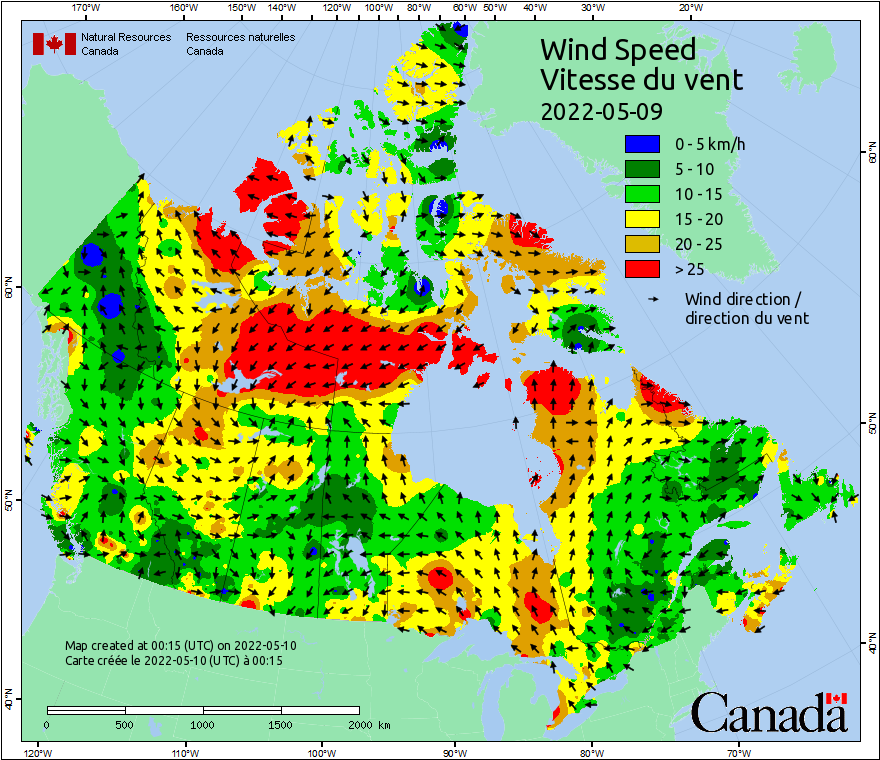 170°W 160°W 150°W 140°W 130°W 120°W 110°W 100°W 90°W 80°W 70°W 60°W 50°W 40°W 30°W 20°W
Natural Resources Canada
Ressources naturelles Canada
Wind Speed
Vitesse du vent
2022-05-09
0 - 5 km/h
5 - 10
10 - 15
15 - 20
20 - 25
> 25
Wind direction /
direction du vent
60°N
50°N
40°N
60°N
50°N
40°N
Map created at 00:15 (UTC) on 2022-05-10
Carte créée le 2022-05-10 (UTC) à 00:15
0 500 1000 1500 2000 km
Canada
120°W 110°W 100°W 90°W 80°W 70°W